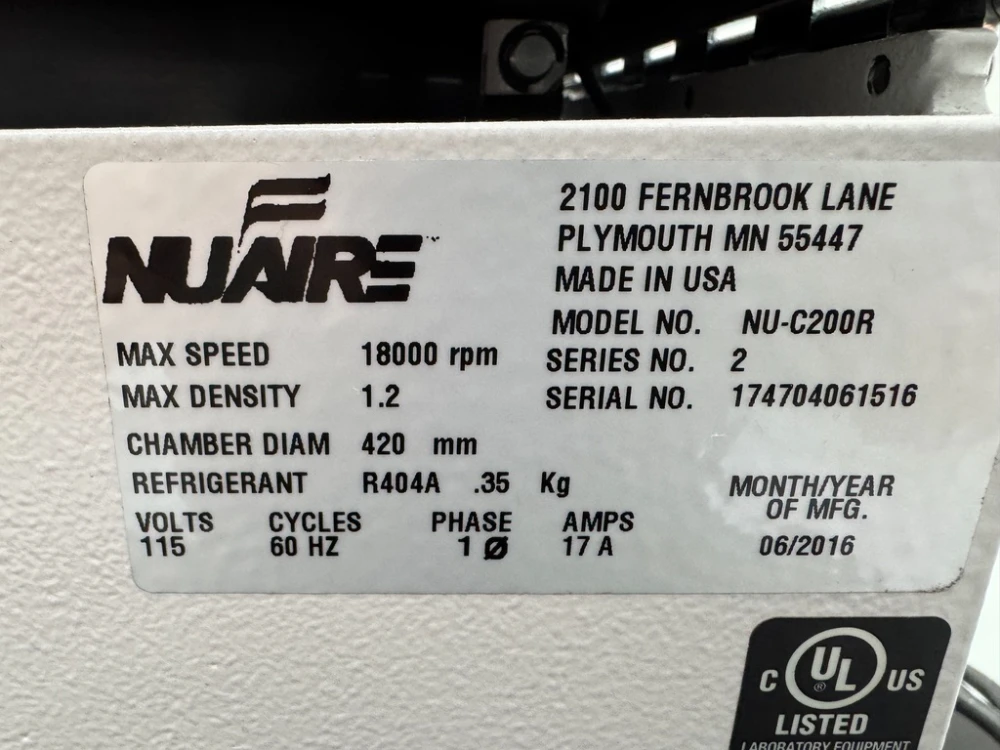 NUAIRE
2100 FERNBROOK LANE
PLYMOUTH MN 55447
MADE IN USA
MODEL NO. NU-C200R
MAX SPEED 18000 rpm
SERIES NO. 2
MAX DENSITY 1.2
SERIAL NO. 174704061516
CHAMBER DIAM 420 mm
REFRIGERANT R404A .35 Kg
MONTH/YEAR
OF MFG.
06/2016
VOLTS CYCLES PHASE AMPS
115 60 HZ 1 Ø 17 A
C UL ® US
LISTED
LABORATORY EQUIPMENT